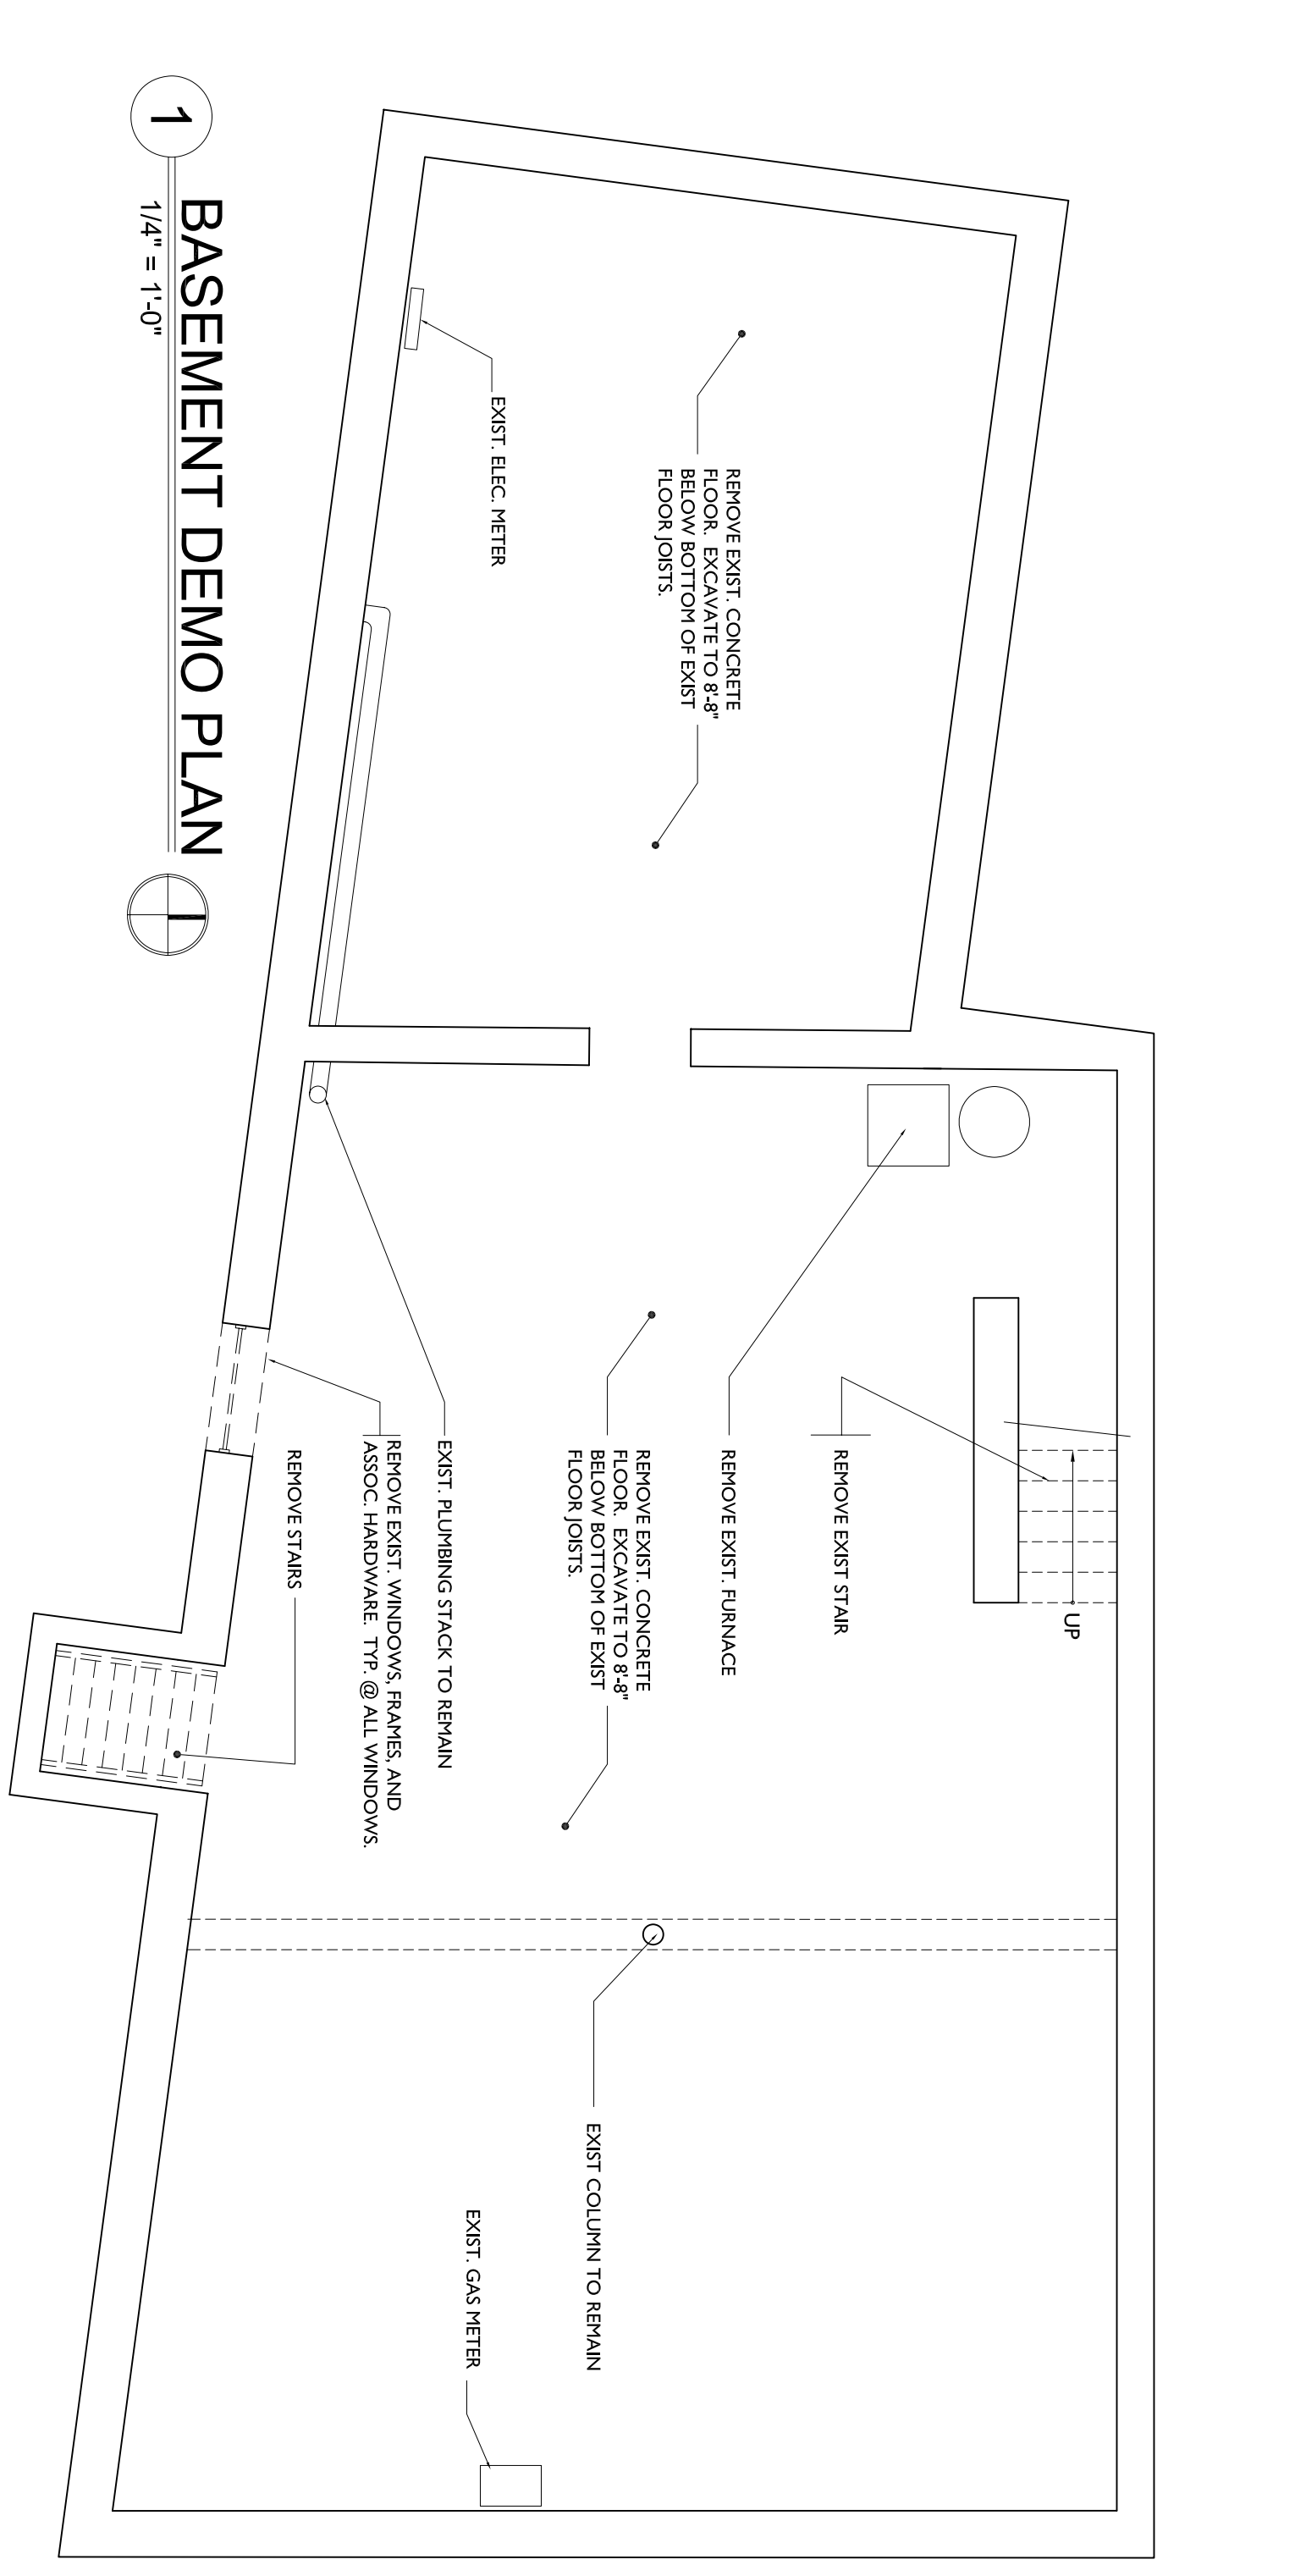 UP
REMOVE EXIST STAIR
REMOVE EXIST. CONCRETE
FLOOR.  EXCAVATE TO 8'-8"
BELOW BOTTOM OF EXIST
FLOOR JOISTS.
REMOVE EXIST. FURNACE
REMOVE EXIST. CONCRETE
FLOOR.  EXCAVATE TO 8'-8"
BELOW BOTTOM OF EXIST
FLOOR JOISTS.
EXIST COLUMN TO REMAIN
EXIST. ELEC. METER
EXIST. GAS METER
EXIST. PLUMBING STACK TO REMAIN
REMOVE EXIST. WINDOWS, FRAMES, AND
ASSOC. HARDWARE.  TYP. @ ALL WINDOWS.
REMOVE STAIRS
1
BASEMENT DEMO PLAN
1/4" = 1'-0"